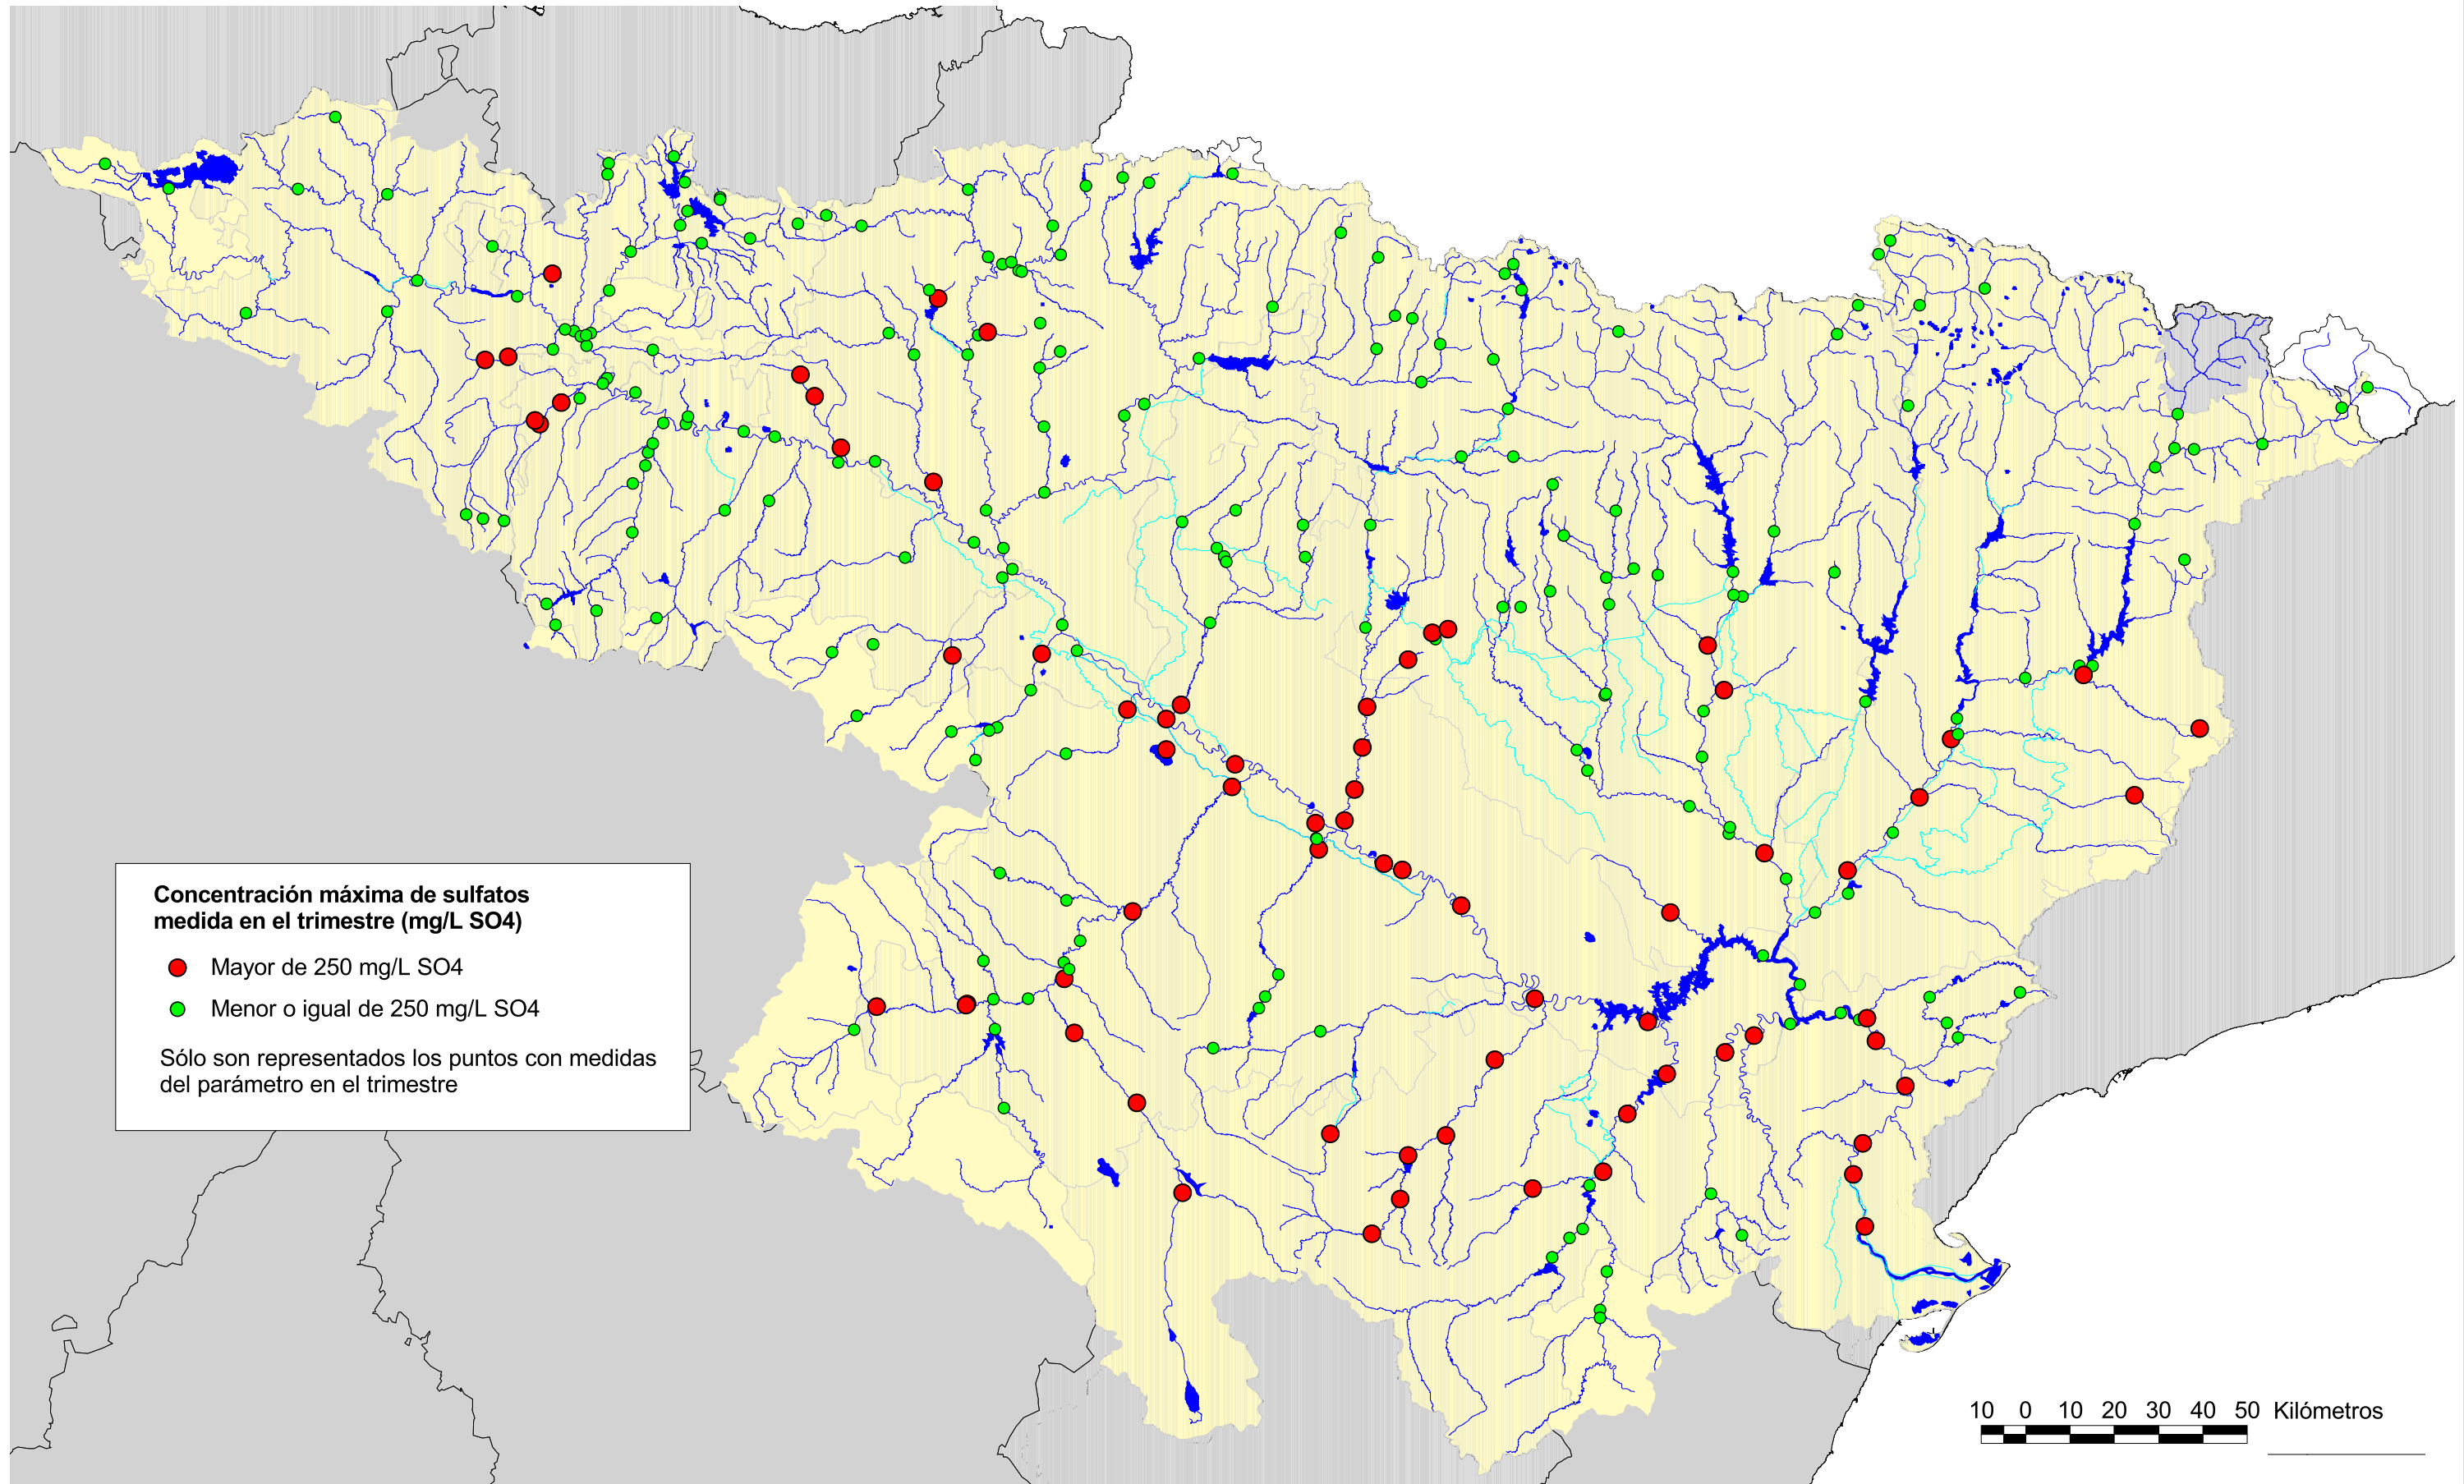 Concentración máxima de sulfatos
medida en el trimestre (mg/L SO4)
Mayor de 250 mg/L SO4
Menor o igual de 250 mg/L SO4
Sólo son representados los puntos con medidas
del parámetro en el trimestre
10 0 10 20 30 40 50 Kilómetros